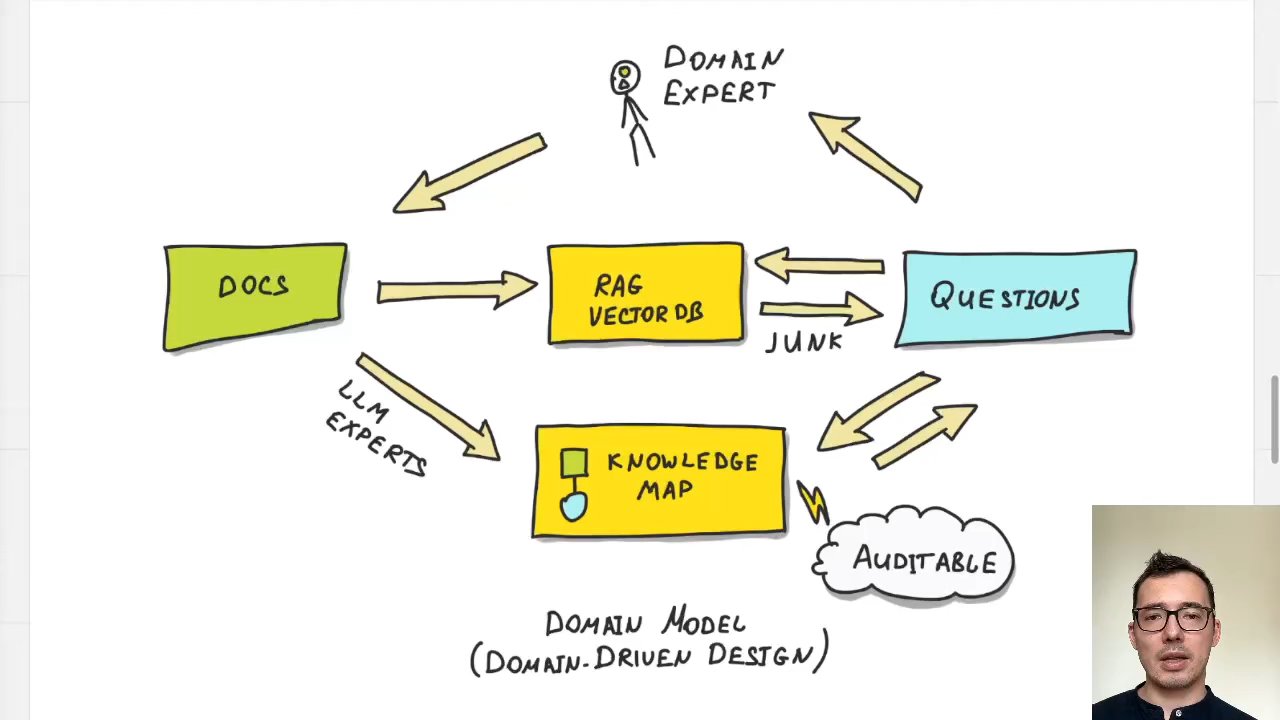 DOMAIN
EXPERT
DOCS
RAG
VECTOR DB
QUESTIONS
JUNK
LLM
EXPERTS
KNOWLEDGE
MAP
AUDITABLE
DOMAIN MODEL
(DOMAIN-DRIVEN DESIGN)